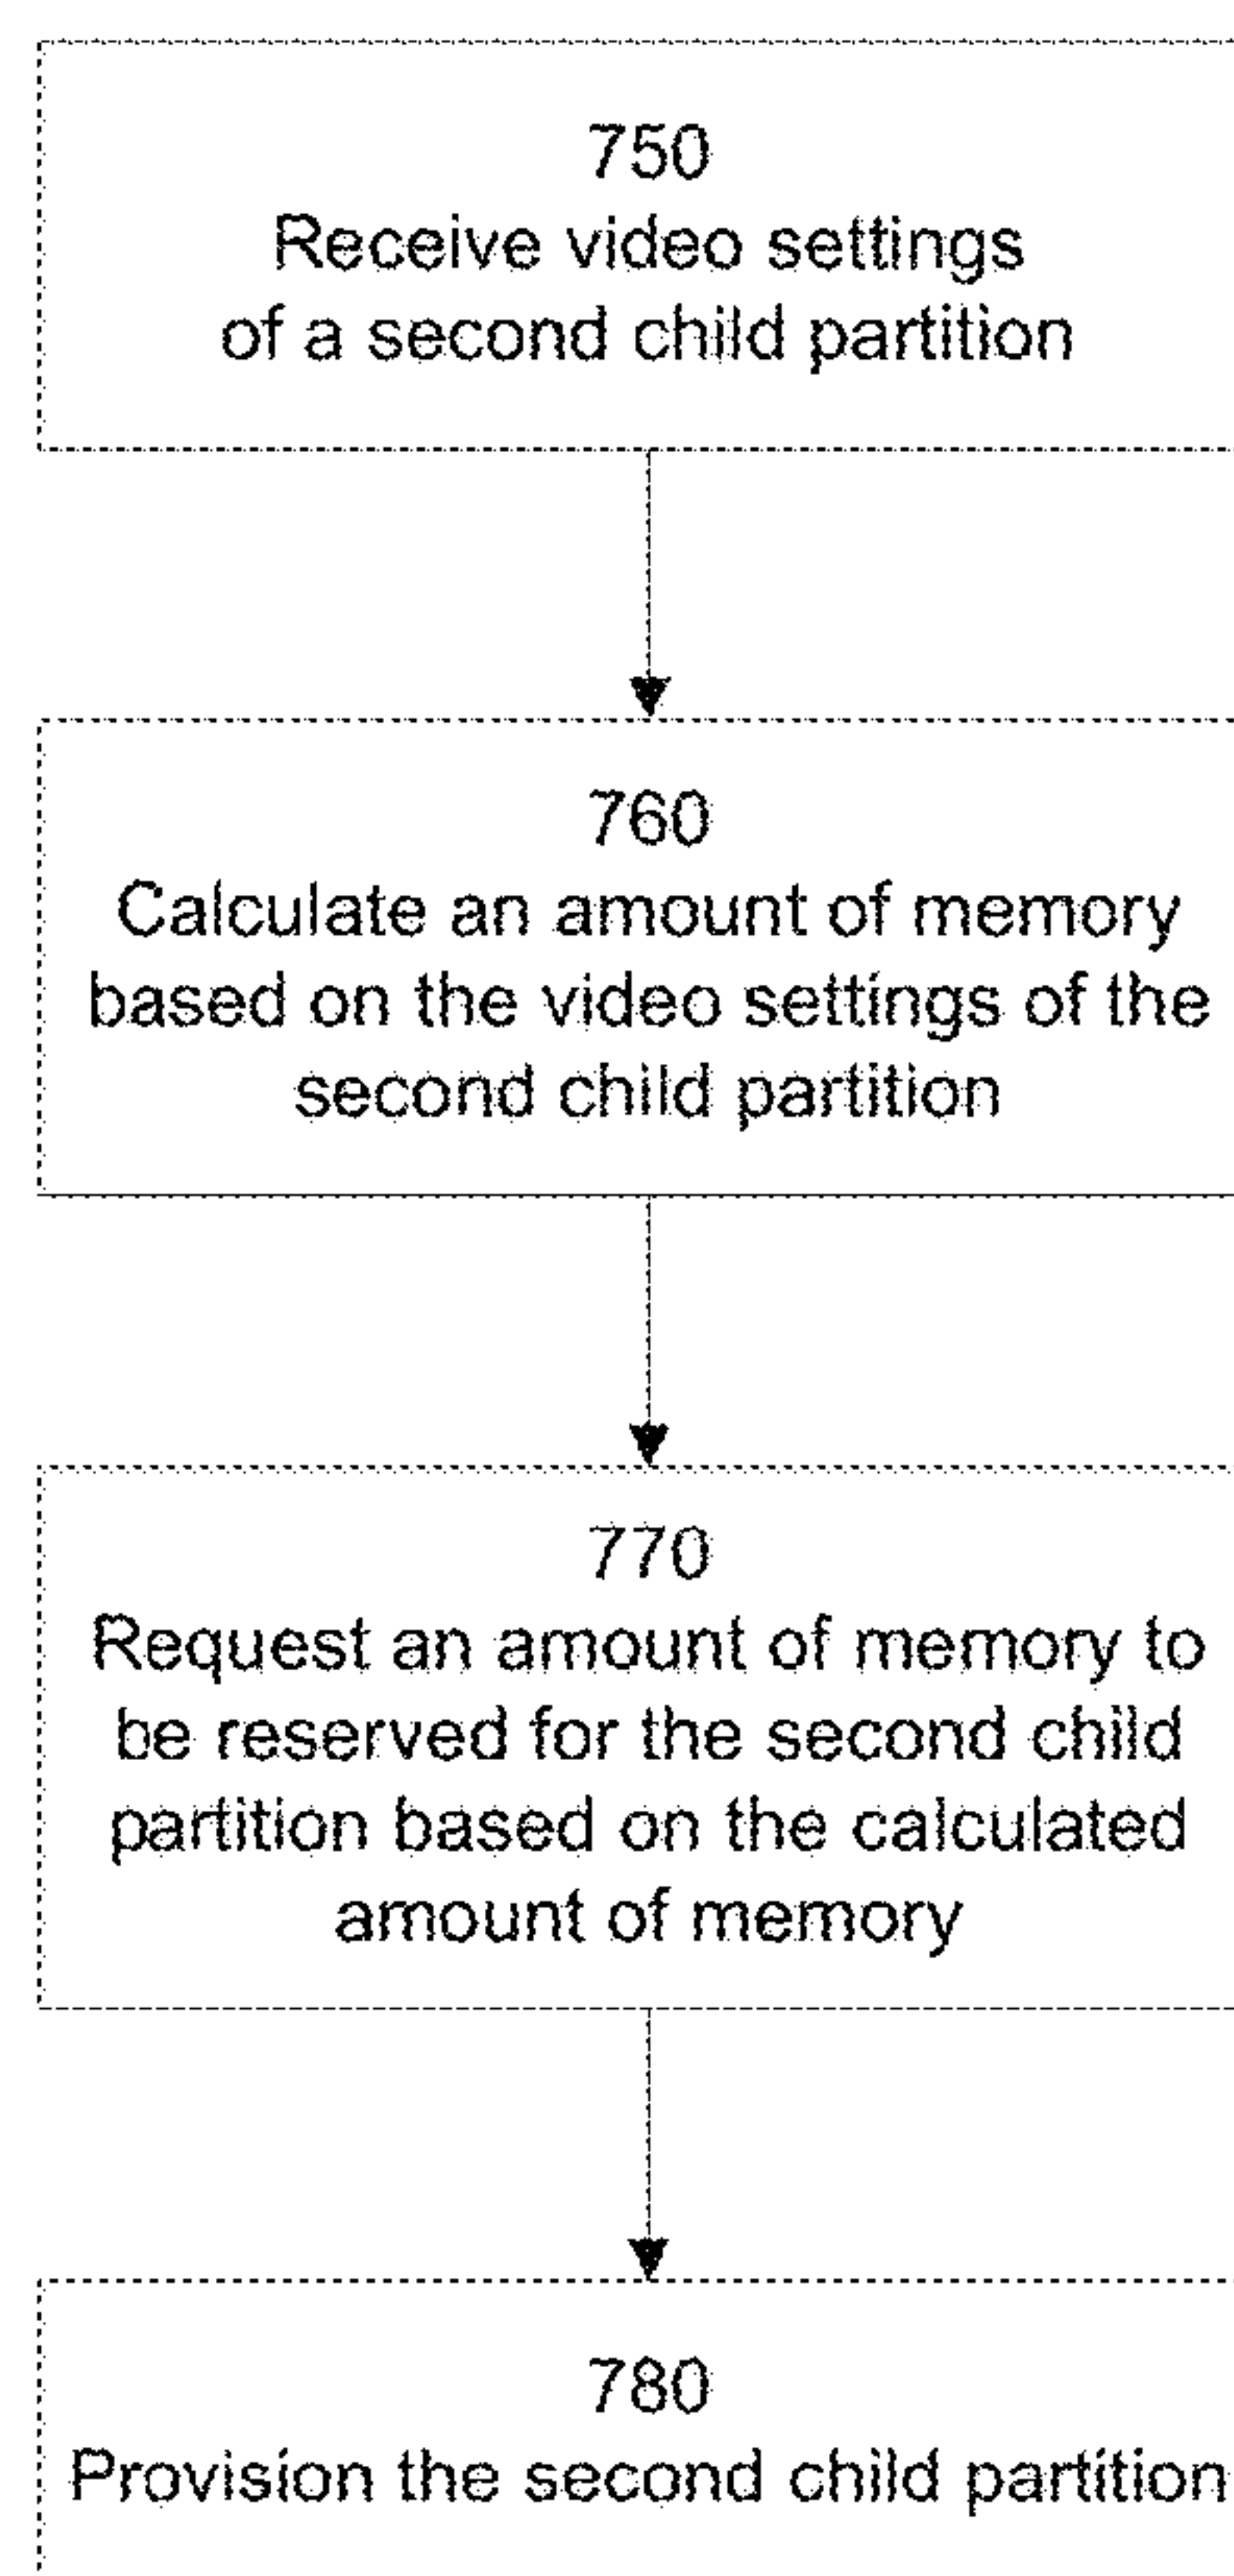 750
Receive video settings
of a second child partition
760
Calculate an amount of memory
based on the video settings of the
second child partition
770
Request an amount of memory to
be reserved for the second child
partition based on the calculated
amount of memory
780
Provision the second child partition